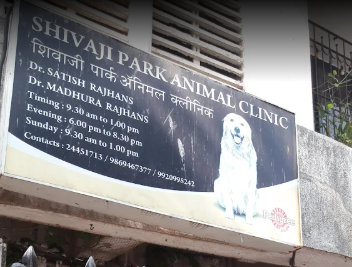 SHIVAJI PARK ANIMAL CLINIC
शिवाजी पार्क ॲनिमल क्लीनिक
Dr. SATISH RAJHANS
Dr. MADHURA RAJHANS
Timing : 9.30 am to 1.00 pm
Evening : 6.00 pm to 8.30 pm
Sunday : 9.30 am to 1.00 pm
Contacts : 24451713 / 9869467377 / 9920998242